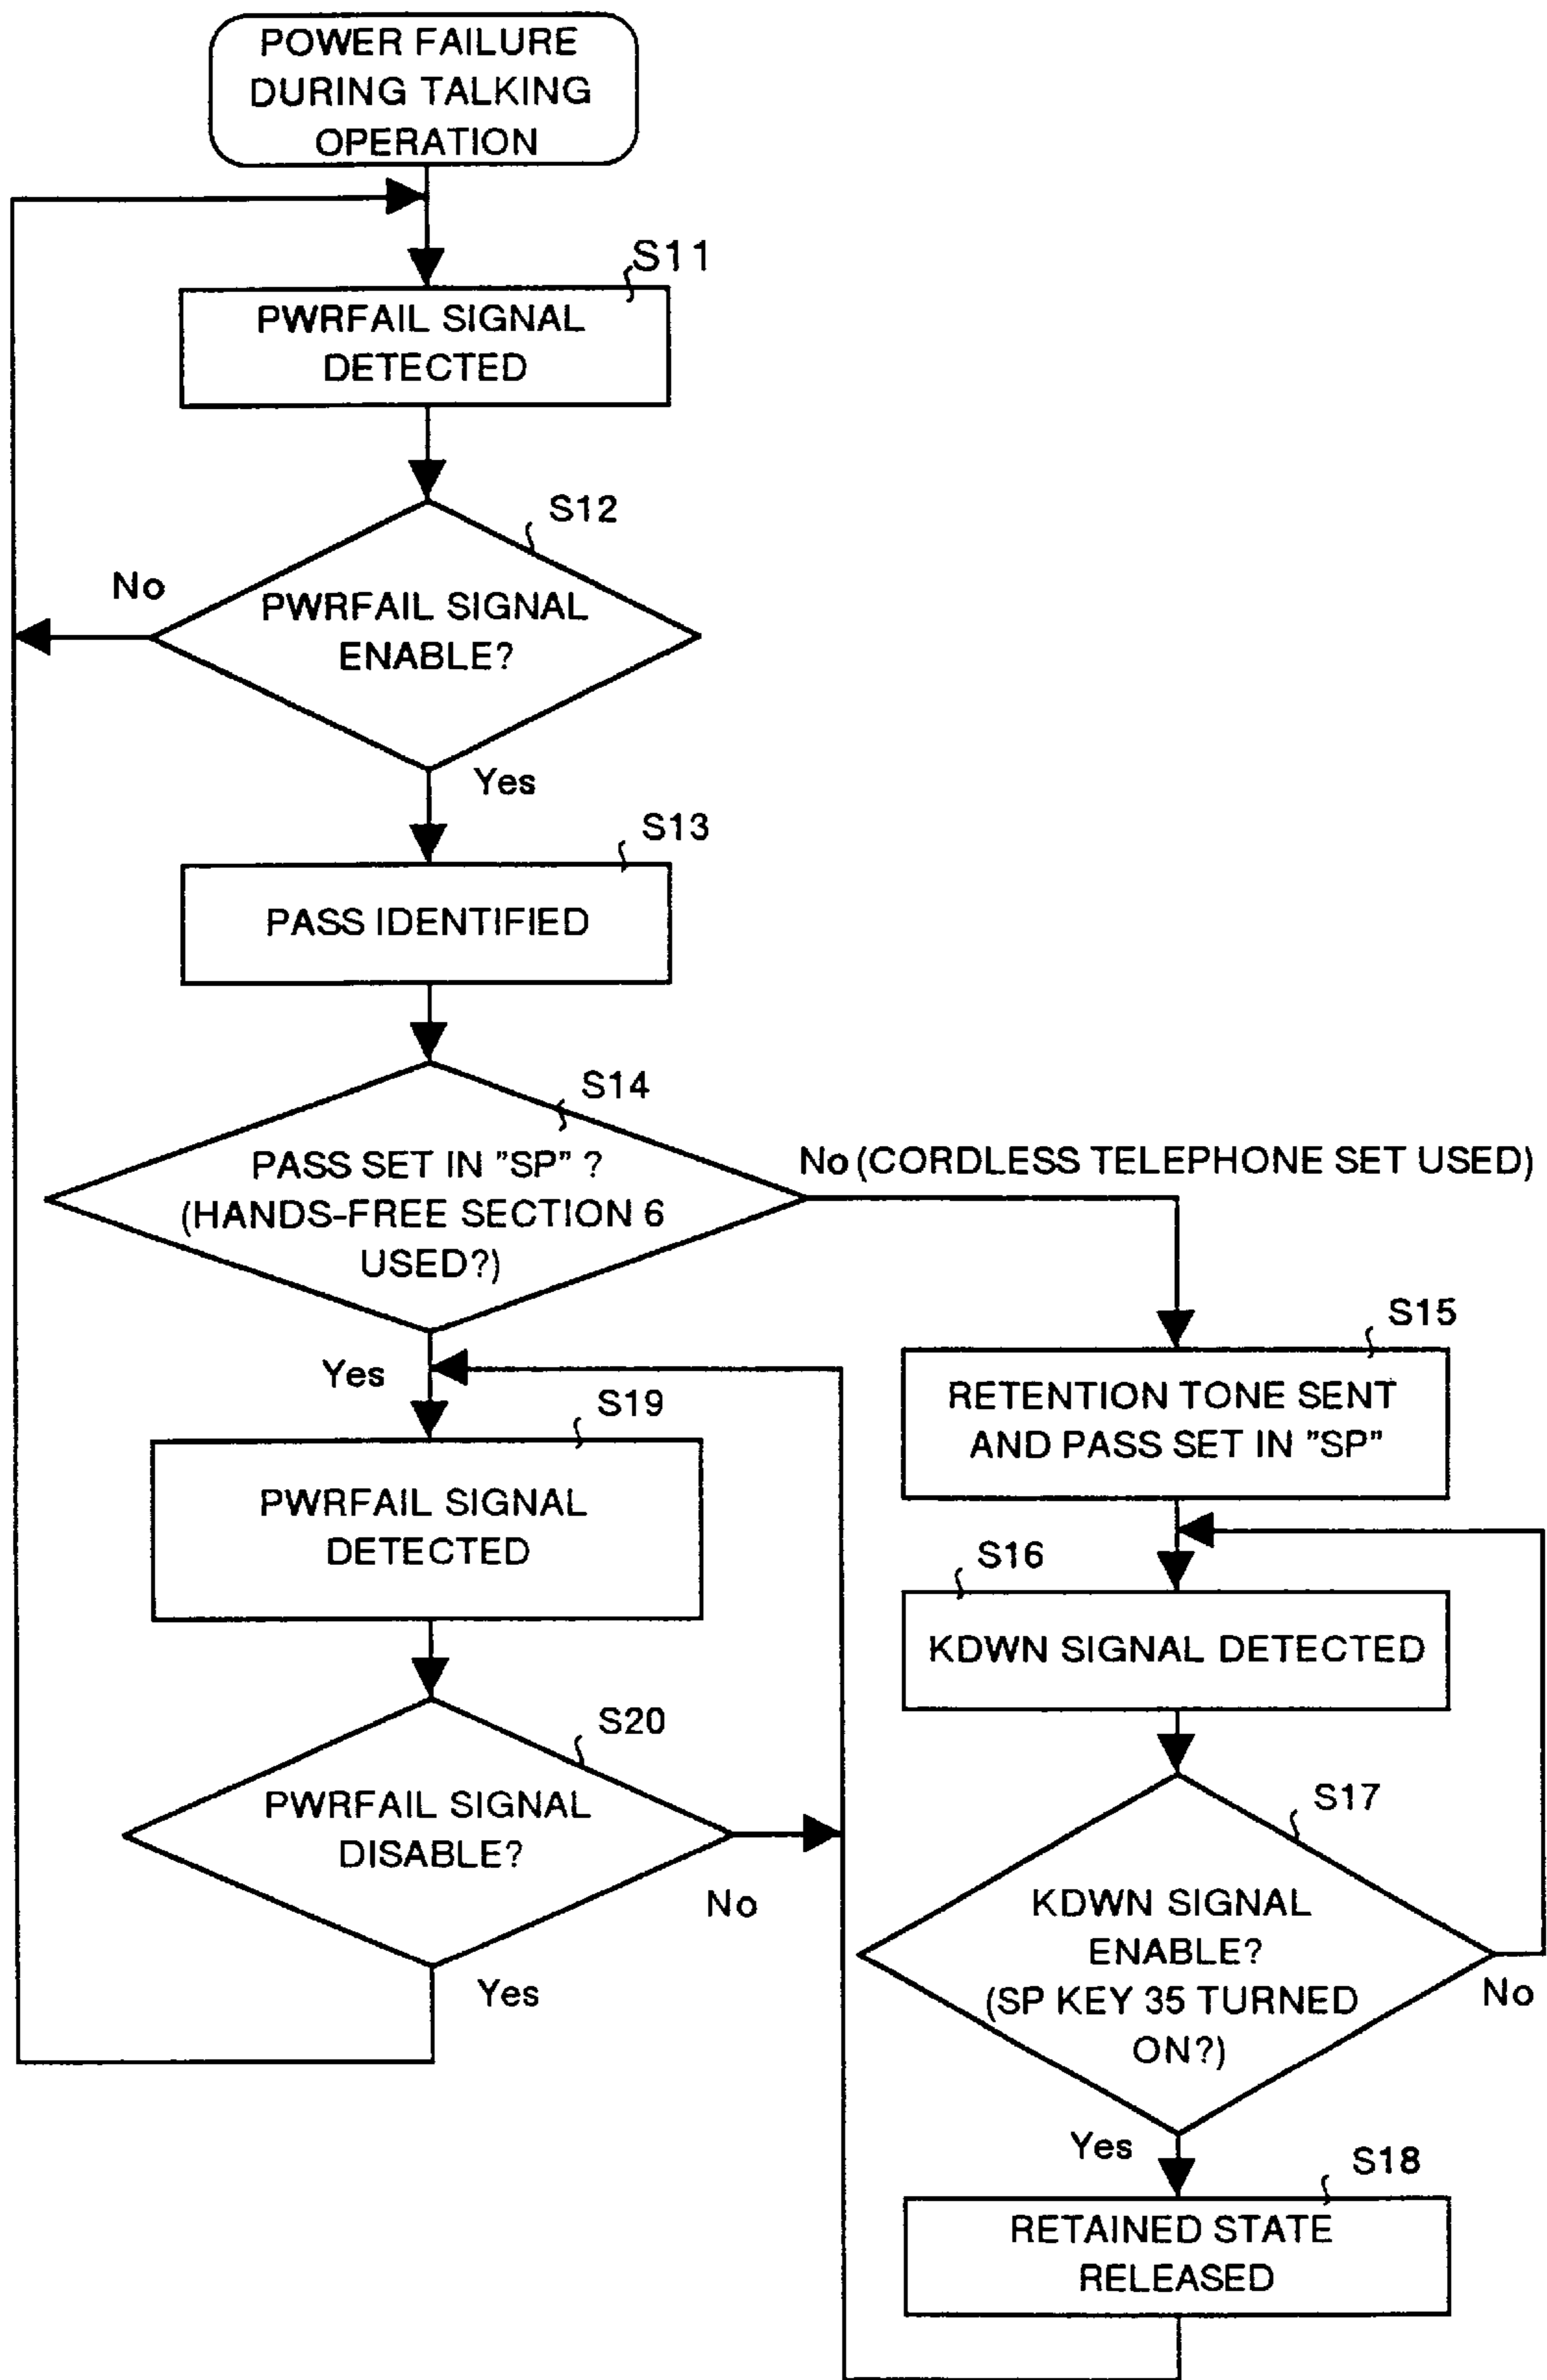 POWER FAILURE
DURING TALKING
OPERATION
S11
PWRFAIL SIGNAL
DETECTED
S12
No
PWRFAIL SIGNAL
ENABLE?
Yes
S13
PASS IDENTIFIED
S14
PASS SET IN "SP" ?
(HANDS-FREE SECTION 6
USED?)
No (CORDLESS TELEPHONE SET USED)
Yes
S15
RETENTION TONE SENT
AND PASS SET IN "SP"
S19
PWRFAIL SIGNAL
DETECTED
S16
KDWN SIGNAL DETECTED
S20
PWRFAIL SIGNAL
DISABLE?
No
Yes
S17
KDWN SIGNAL
ENABLE?
(SP KEY 35 TURNED
ON?)
No
Yes
S18
RETAINED STATE
RELEASED